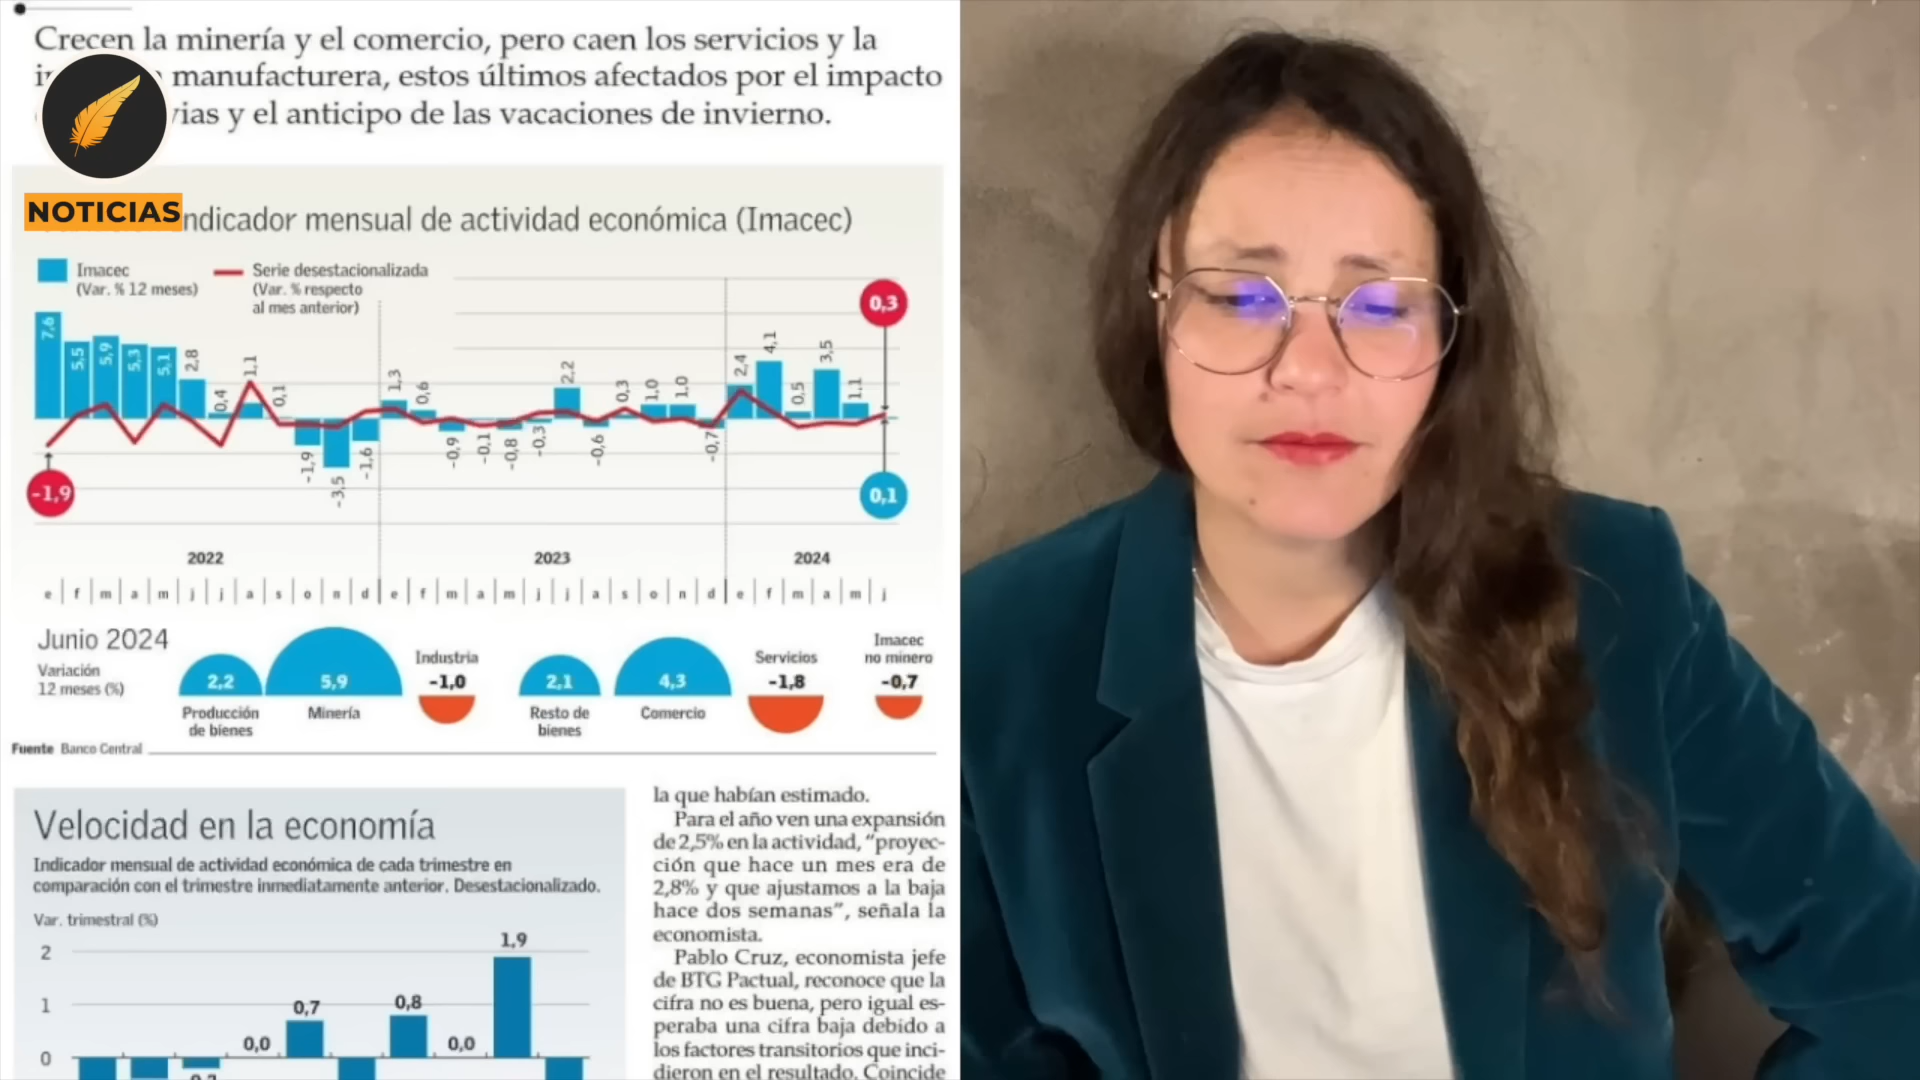 Crecen la minería y el comercio, pero caen los servicios y la
manufacturera, estos últimos afectados por el impacto
vias y el anticipo de las vacaciones de invierno.
NOTICIAS
ndicador mensual de actividad económica (Imacec)
Imacec
(Var. % 12 meses)
Serie desestacionalizada
(Var. % respecto
al mes anterior)
7,6
5,5
5,9
5,3
5,1
2,8
0,4
1,1
0,1
-1,9
-3,5
-1,6
1,3
0,6
-0,9
-0,1
-0,8
-0,3
2,2
-0,6
0,3
1,0
1,0
-0,7
2,4
4,1
0,5
3,5
1,1
0,3
-1,9
0,1
2022 2023 2024
e f m a m j j a s o n d e f m a m j j a s o n d e f m a m j
Junio 2024
Variación
12 meses (%)
2,2
Producción
de bienes
5,9
Minería
Industria
-1,0
2,1
Resto de
bienes
4,3
Comercio
Servicios
-1,8
Imacec
no minero
-0,7
Fuente Banco Central
Velocidad en la economía
Indicador mensual de actividad económica de cada trimestre en
comparación con el trimestre inmediatamente anterior. Desestacionalizado.
Var. trimestral (%)
2
1
0
0,0
0,7
0,8
0,0
1,9
la que habían estimado.
Para el año ven una expansión
de 2,5% en la actividad, "proyec-
ción que hace un mes era de
2,8% y que ajustamos a la baja
hace dos semanas", señala la
economista.
Pablo Cruz, economista jefe
de BTG Pactual, reconoce que la
cifra no es buena, pero igual es-
peraba una cifra baja debido a
los factores transitorios que inci-
dieron en el resultado. Coincide